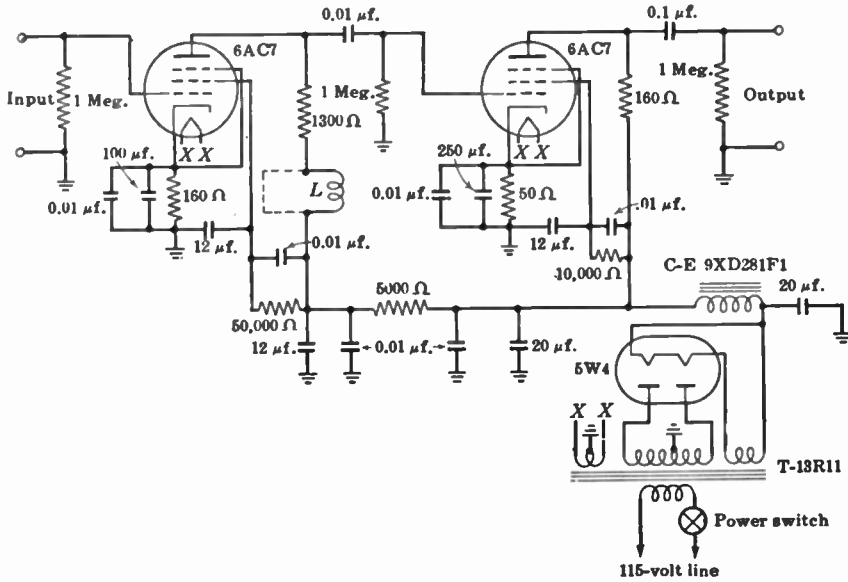 0.01 μf.
0.1 μf.
6AC7
6AC7
Input
1 Meg.
1 Meg.
1300 Ω
160 Ω
1 Meg.
Output
X X
X X
100 μf.
250 μf.
L
0.01 μf.
160 Ω
0.01 μf.
50 Ω
.01 μf.
12 μf.
0.01 μf.
12 μf.
10,000 Ω
C-E 9XD281F1
5000 Ω
20 μf.
50,000 Ω
12 μf.
0.01 μf.
20 μf.
5W4
X X
T-13R11
Power switch
115-volt line